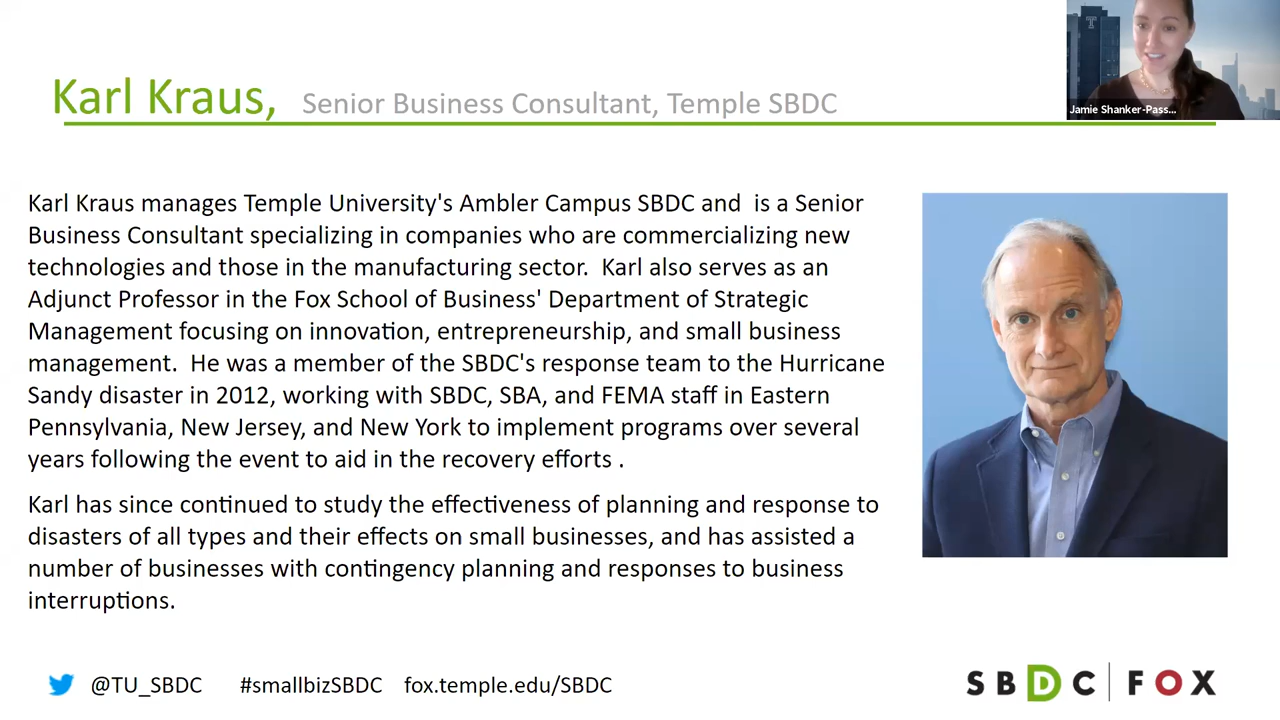 Karl Kraus, Senior Business Consultant, Temple SBDC
Jamie Shanker-Pass...
Karl Kraus manages Temple University's Ambler Campus SBDC and  is a Senior
Business Consultant specializing in companies who are commercializing new
technologies and those in the manufacturing sector.  Karl also serves as an
Adjunct Professor in the Fox School of Business' Department of Strategic
Management focusing on innovation, entrepreneurship, and small business
management.  He was a member of the SBDC's response team to the Hurricane
Sandy disaster in 2012, working with SBDC, SBA, and FEMA staff in Eastern
Pennsylvania, New Jersey, and New York to implement programs over several
years following the event to aid in the recovery efforts .
Karl has since continued to study the effectiveness of planning and response to
disasters of all types and their effects on small businesses, and has assisted a
number of businesses with contingency planning and responses to business
interruptions.
@TU_SBDC #smallbizSBDC fox.temple.edu/SBDC
SBDC FOX